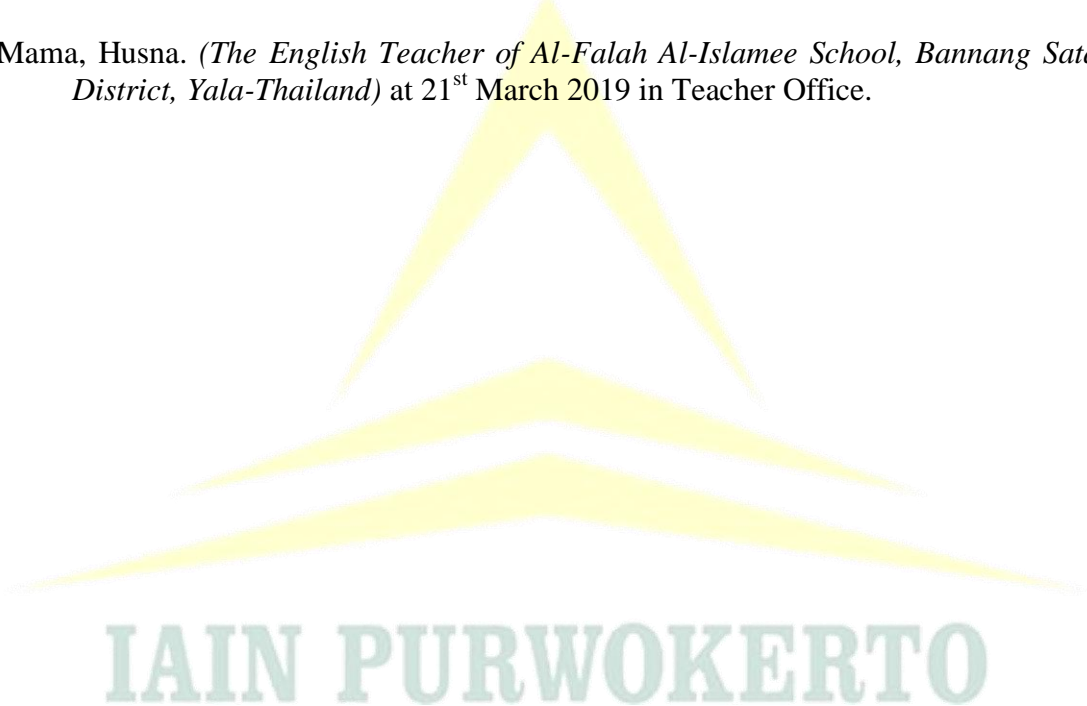 Mama, Husna. (The English Teacher of Al-Falah Al-Islamee School, Bannang
District, Yala-Thailand) at 21st March 2019 in Teacher Office.
IAIN PURWOKERTO